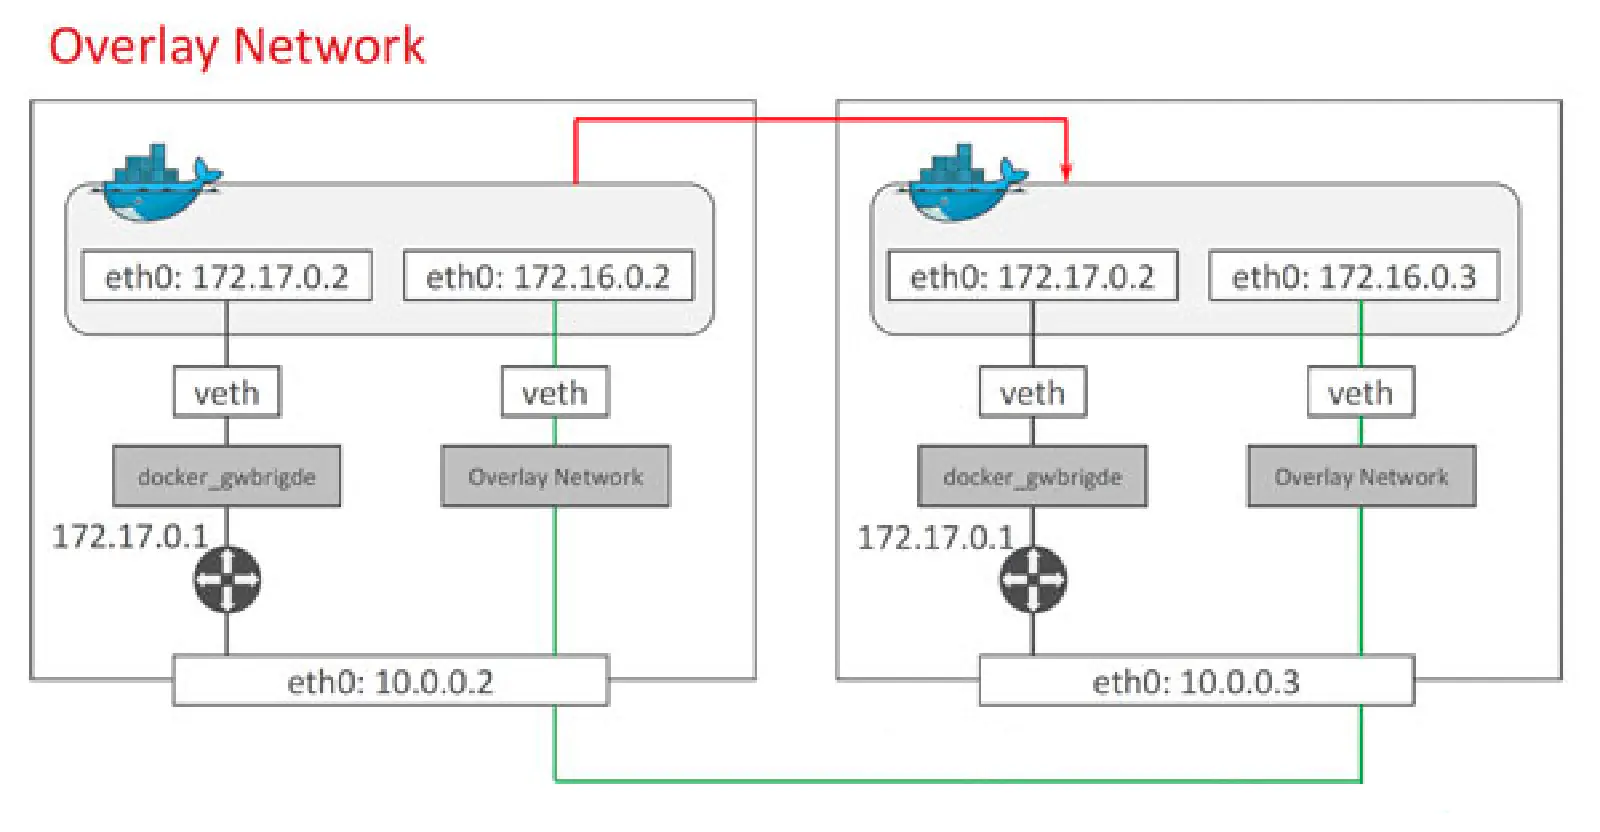 Overlay Network
eth0: 172.17.0.2
eth0: 172.16.0.2
veth
veth
docker_gwbrigde
Overlay Network
172.17.0.1
eth0: 10.0.0.2
eth0: 172.17.0.2
eth0: 172.16.0.3
veth
veth
docker_gwbrigde
Overlay Network
172.17.0.1
eth0: 10.0.0.3